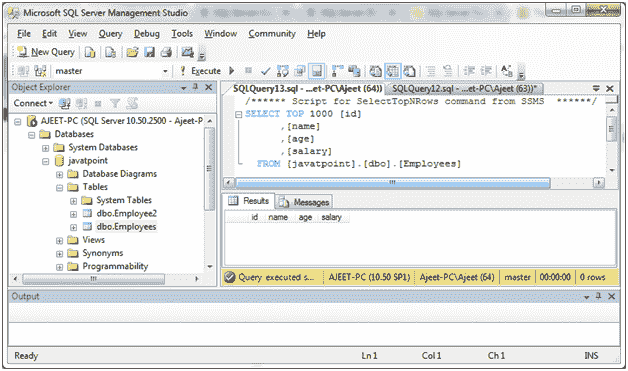 Microsoft SQL Server Management Studio
File Edit View Query Debug Tools Window Community Help
New Query
master Execute
Object Explorer
Connect
AJEET-PC (SQL Server 10.50.2500 - Ajeet-P
Databases
System Databases
javatpoint
Database Diagrams
Tables
System Tables
dbo.Employee2
dbo.Employees
Views
Synonyms
Programmability
SQLQuery13.sql - ...et-PC\Ajeet (64)) SQLQuery12.sql - ...et-PC\Ajeet (63))*
/****** Script for SelectTopNRows command from SSMS ******/
SELECT TOP 1000 [id]
,[name]
,[age]
,[salary]
FROM [javatpoint].[dbo].[Employees]
Results Messages
id name age salary
Query executed s... AJEET-PC (10.50 SP1) Ajeet-PC\Ajeet (64) master 00:00:00 0 rows
Output
Ready Ln 1 Col 1 Ch 1 INS